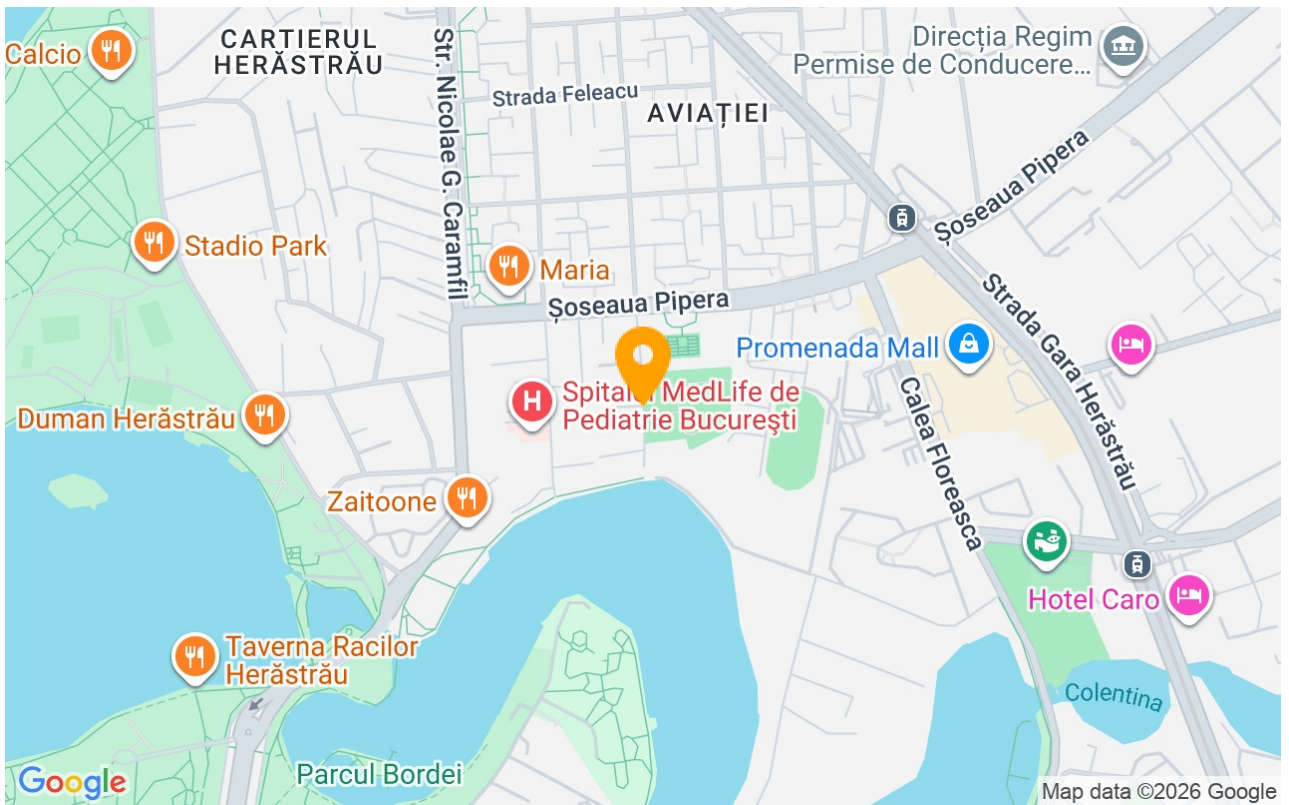 Calcio
CARTIERUL
HERĂSTRĂU
Str. Nicolae G. Caramfil
Strada Feleacu
AVIAȚIEI
Direcția Regim
Permise de Conducere...
Șoseaua Pipera
Stadio Park
Maria
Șoseaua Pipera
Strada Gara Herăstrău
Promenada Mall
Calea Floreasca
Spitalul MedLife de
Pediatrie Bucureşti
Duman Herăstrău
Zaitoone
Hotel Caro
Taverna Racilor
Herăstrău
Colentina
Parcul Bordei
Google
Map data ©2026 Google